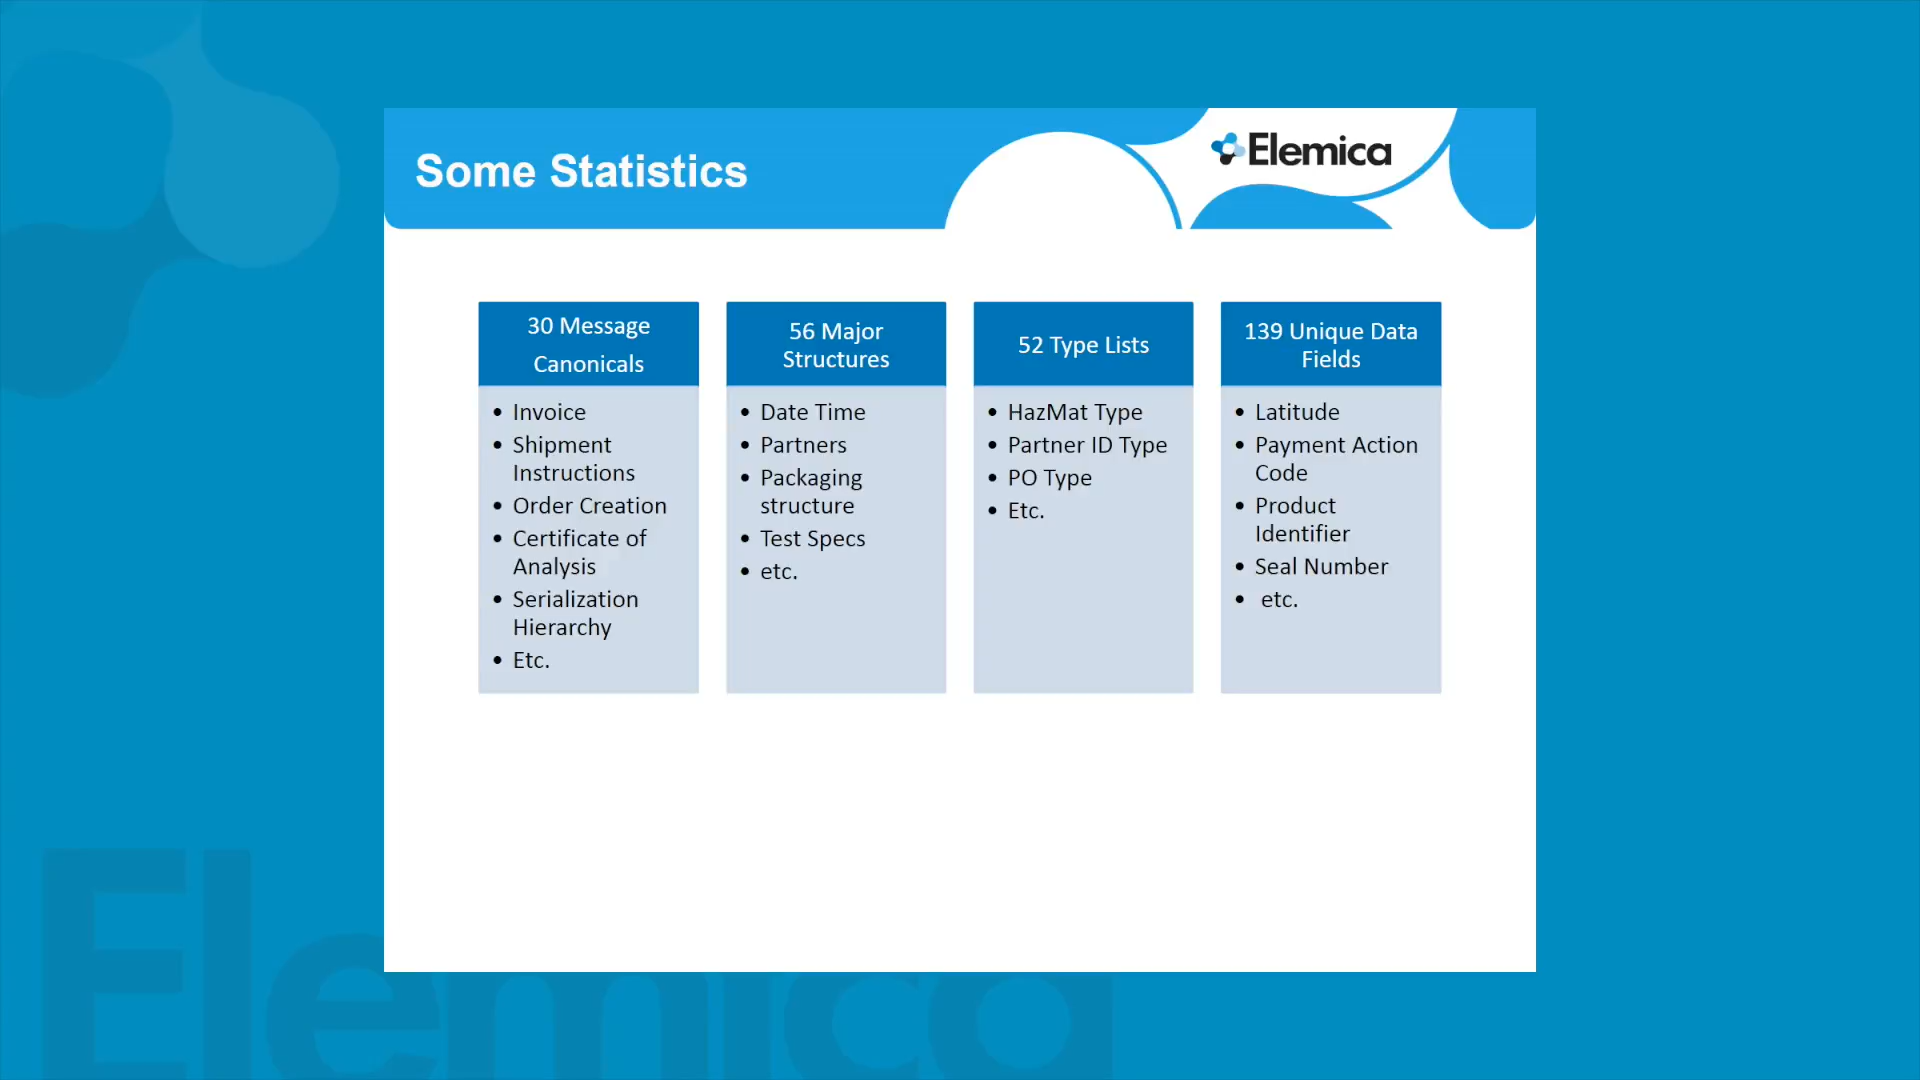 Some Statistics
Elemica
30 Message
Canonicals
• Invoice
• Shipment
Instructions
• Order Creation
• Certificate of
Analysis
• Serialization
Hierarchy
• Etc.
56 Major
Structures
• Date Time
• Partners
• Packaging
structure
• Test Specs
• etc.
52 Type Lists
• HazMat Type
• Partner ID Type
• PO Type
• Etc.
139 Unique Data
Fields
• Latitude
• Payment Action
Code
• Product
Identifier
• Seal Number
• etc.
Elemica